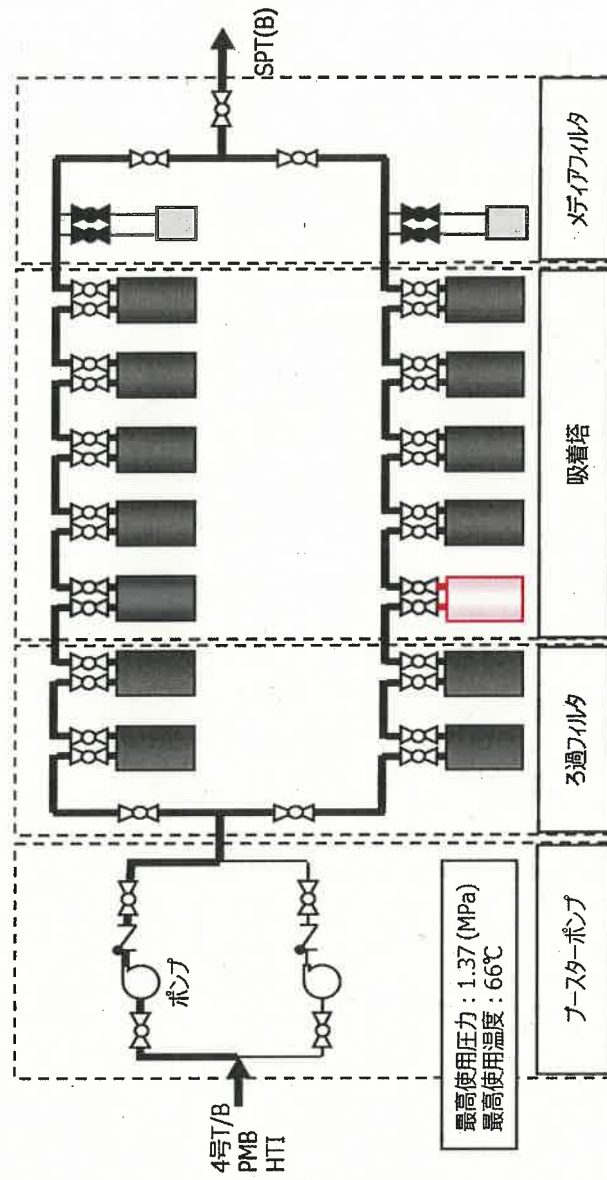 4号T/B
PMB
HTI
ポンプ
SPT(B)
最高使用圧力：1.37 (MPa)
最高使用温度：66℃
ブースターポンプ
ろ過フィルタ
吸着塔
メディアフィルタ